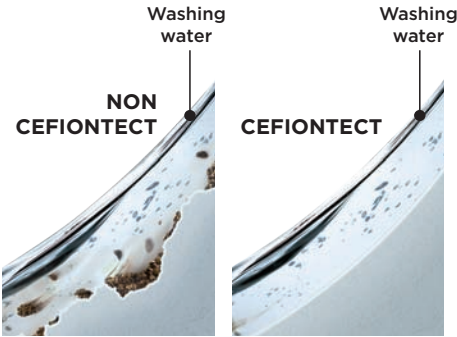 Washing
water
NON
CEFIONTECT
Washing
water
CEFIONTECT